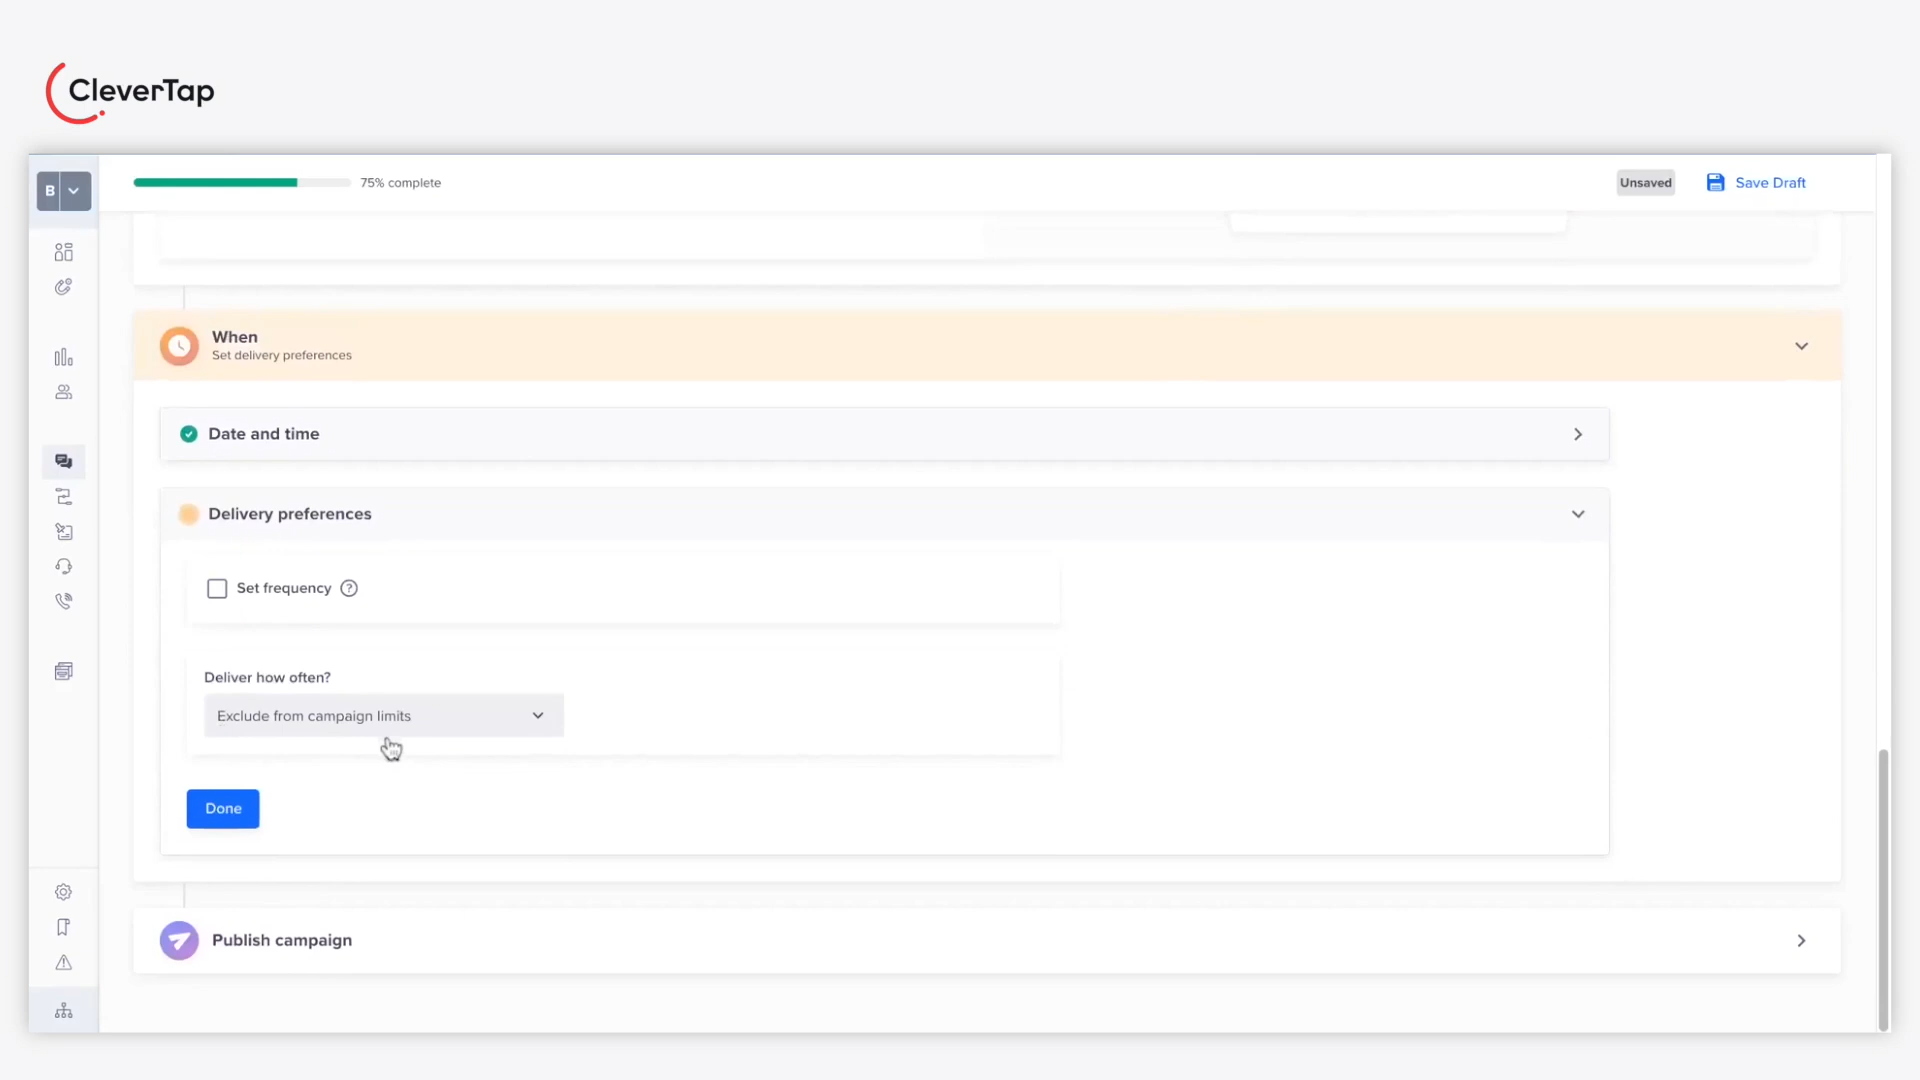 CleverTap
B
75% complete
Unsaved
Save Draft
When
Set delivery preferences
Date and time
Delivery preferences
Set frequency ?
Deliver how often?
Exclude from campaign limits
Done
Publish campaign